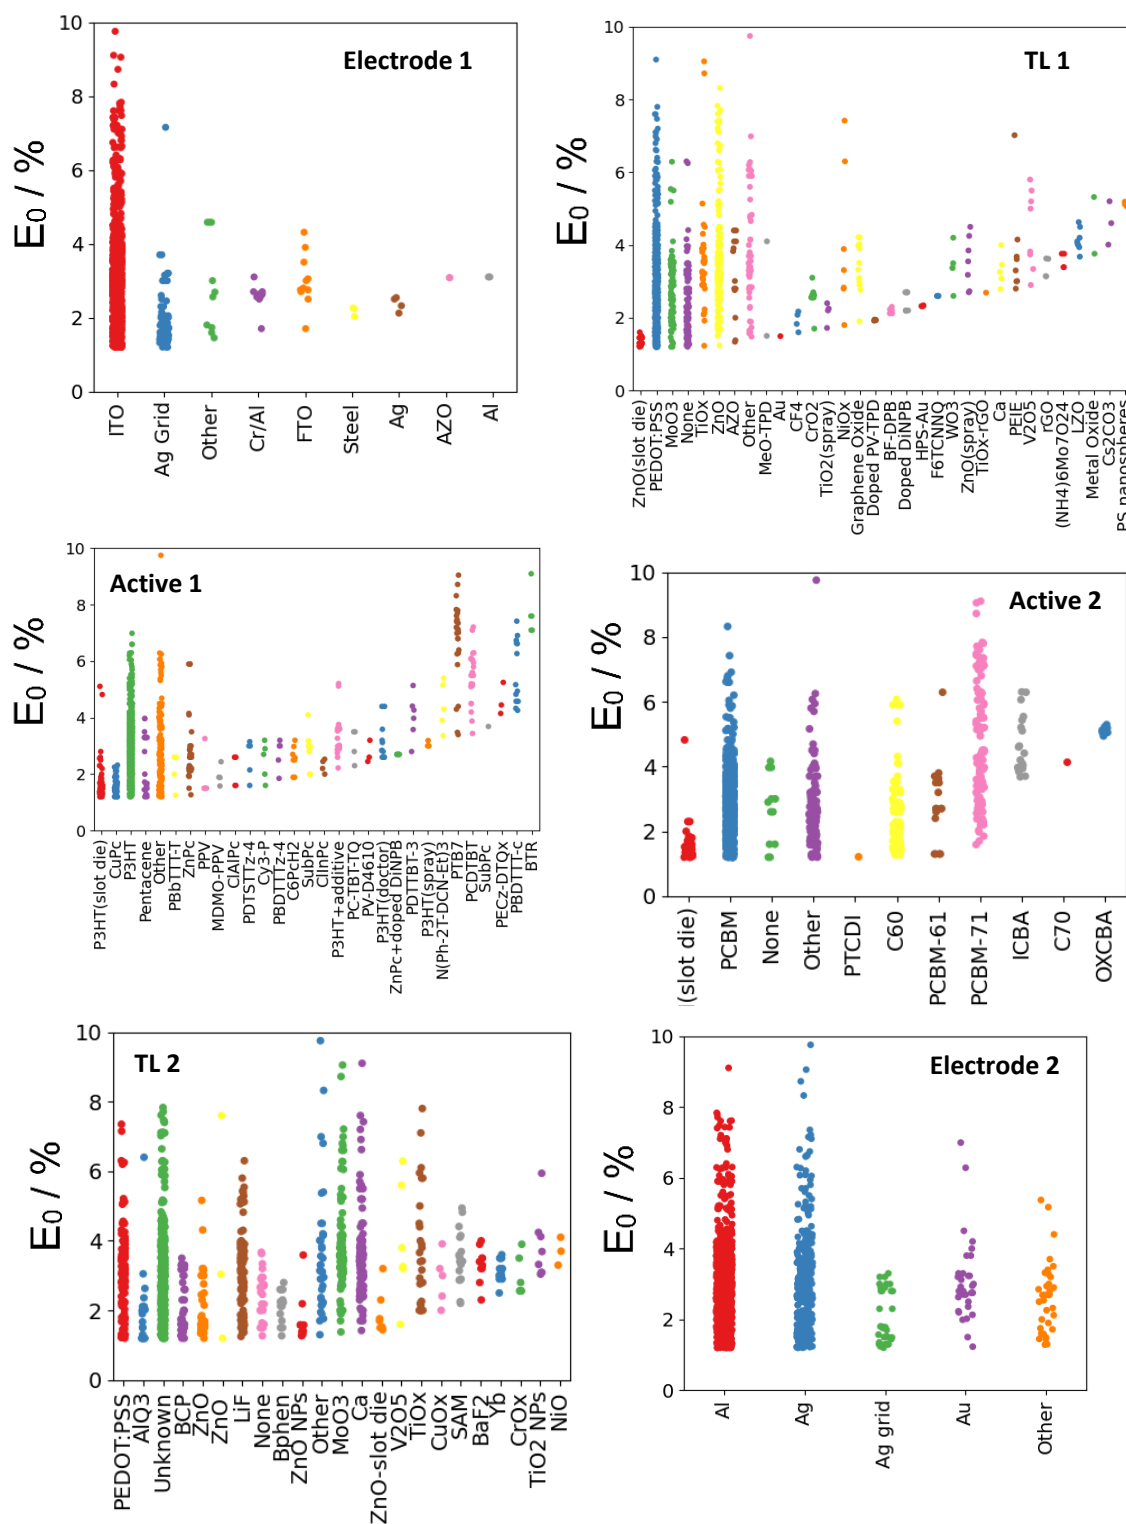 Electrode 1
E0 / %
10
8
6
4
2
0
ITO
Ag Grid
Other
Cr/Al
FTO
Steel
Ag
AZO
Al
TL 1
E0 / %
10
8
6
4
2
0
ZnO(slot die)
PEDOT:PSS
MoO3
None
TiOx
ZnO
AZO
Other
MeO-TPD
Au
CF4
CrO2
TiO2(spray)
NiOx
Graphene Oxide
Doped PV-TPD
BF-DPB
Doped DiNPB
HPS-Au
F6TCNNQ
WO3
ZnO(spray)
TiOx-rGO
Ca
PEIE
V2O5
rGO
(NH4)6Mo7O24
LZO
Metal Oxide
Cs2CO3
PS nanospheres
Active 1
E0 / %
10
8
6
4
2
0
P3HT(slot die)
CuPc
P3HT
Pentacene
Other
PBbTTT-T
ZnPc
PPV
MDMO-PPV
ClAlPc
PDTSTTz-4
Cy3-P
PBDTTTz-4
C6PcH2
SubPc
ClInPc
P3HT+additive
PC-TBT-TQ
PV-D4610
P3HT(doctor)
ZnPc+doped DiNPB
PDTTBT-3
P3HT(spray)
N(Ph-2T-DCN-Et)3
PTB7
PCDTBT
SubPc
PECz-DTQx
PBDTTT-c
BTR
Active 2
E0 / %
10
8
6
4
2
0
(slot die)
PCBM
None
Other
PTCDI
C60
PCBM-61
PCBM-71
ICBA
C70
OXCBA
TL 2
E0 / %
10
8
6
4
2
0
PEDOT:PSS
AlQ3
Unknown
BCP
ZnO
ZnO
LiF
None
Bphen
ZnO NPs
Other
MoO3
Ca
ZnO-slot die
V2O5
TiOx
CuOx
SAM
BaF2
Yb
CrOx
TiO2 NPs
NiO
Electrode 2
E0 / %
10
8
6
4
2
0
Al
Ag
Ag grid
Au
Other